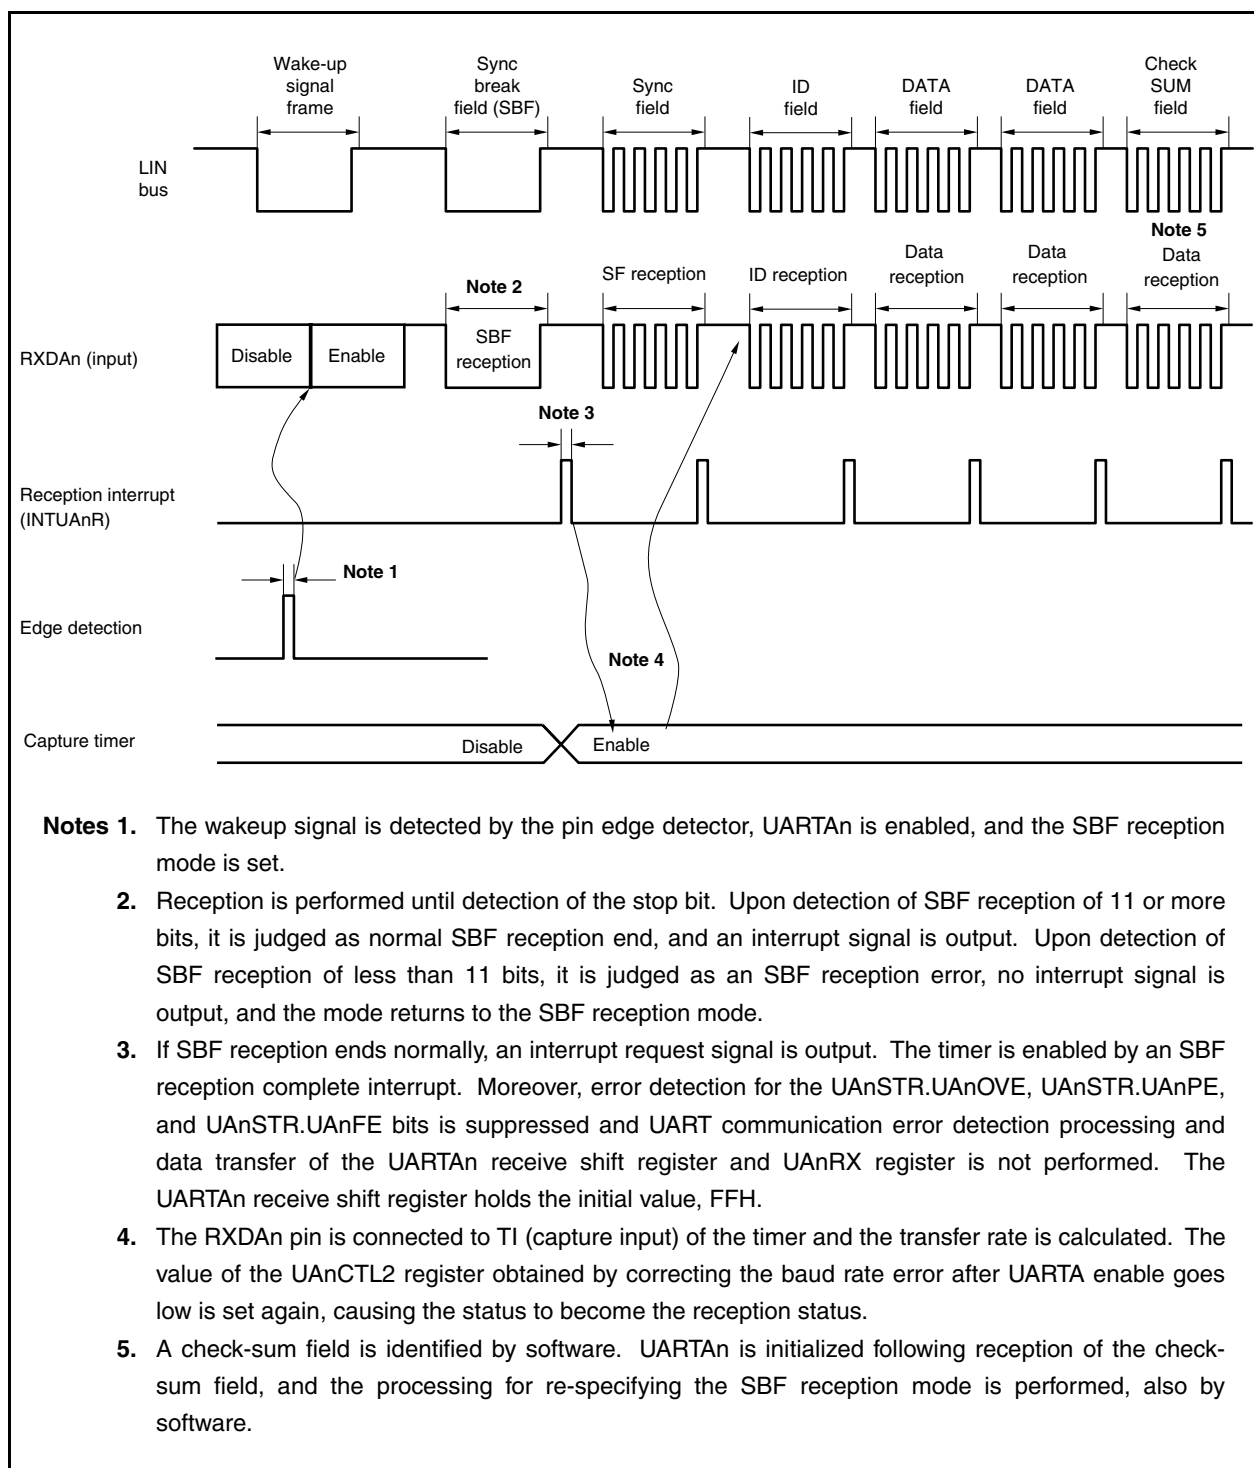 Wake-up
signal
frame
Sync
break
field (SBF)
Sync
field
ID
field
DATA
field
DATA
field
Check
SUM
field
LIN
bus
Note 5
Note 2
SF reception
ID reception
Data
reception
Data
reception
Data
reception
RXDAn (input)
Disable
Enable
SBF
reception
Note 3
Reception interrupt
(INTUAnR)
Note 1
Edge detection
Note 4
Capture timer
Disable
Enable
Notes 1. The wakeup signal is detected by the pin edge detector, UARTAn is enabled, and the SBF reception
mode is set.
2. Reception is performed until detection of the stop bit. Upon detection of SBF reception of 11 or more
bits, it is judged as normal SBF reception end, and an interrupt signal is output. Upon detection of
SBF reception of less than 11 bits, it is judged as an SBF reception error, no interrupt signal is
output, and the mode returns to the SBF reception mode.
3. If SBF reception ends normally, an interrupt request signal is output. The timer is enabled by an SBF
reception complete interrupt. Moreover, error detection for the UAnSTR.UAnOVE, UAnSTR.UAnPE,
and UAnSTR.UAnFE bits is suppressed and UART communication error detection processing and
data transfer of the UARTAn receive shift register and UAnRX register is not performed. The
UARTAn receive shift register holds the initial value, FFH.
4. The RXDAn pin is connected to TI (capture input) of the timer and the transfer rate is calculated. The
value of the UAnCTL2 register obtained by correcting the baud rate error after UARTA enable goes
low is set again, causing the status to become the reception status.
5. A check-sum field is identified by software. UARTAn is initialized following reception of the check-
sum field, and the processing for re-specifying the SBF reception mode is performed, also by
software.